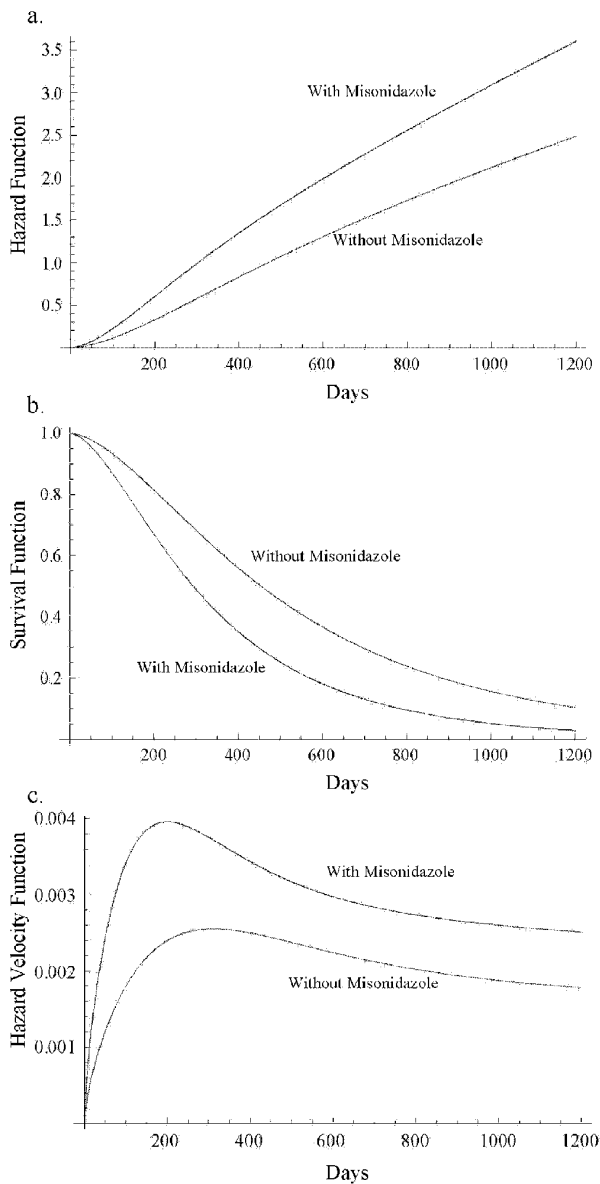 a.
3.5
3.0
2.5
2.0
1.5
1.0
0.5
Hazard Function
With Misonidazole
Without Misonidazole
200 400 600 800 1000 1200
Days
b.
1.0
0.8
0.6
0.4
0.2
Survival Function
Without Misonidazole
With Misonidazole
200 400 600 800 1000 1200
Days
c.
0.004
0.003
0.002
0.001
Hazard Velocity Function
With Misonidazole
Without Misonidazole
200 400 600 800 1000 1200
Days